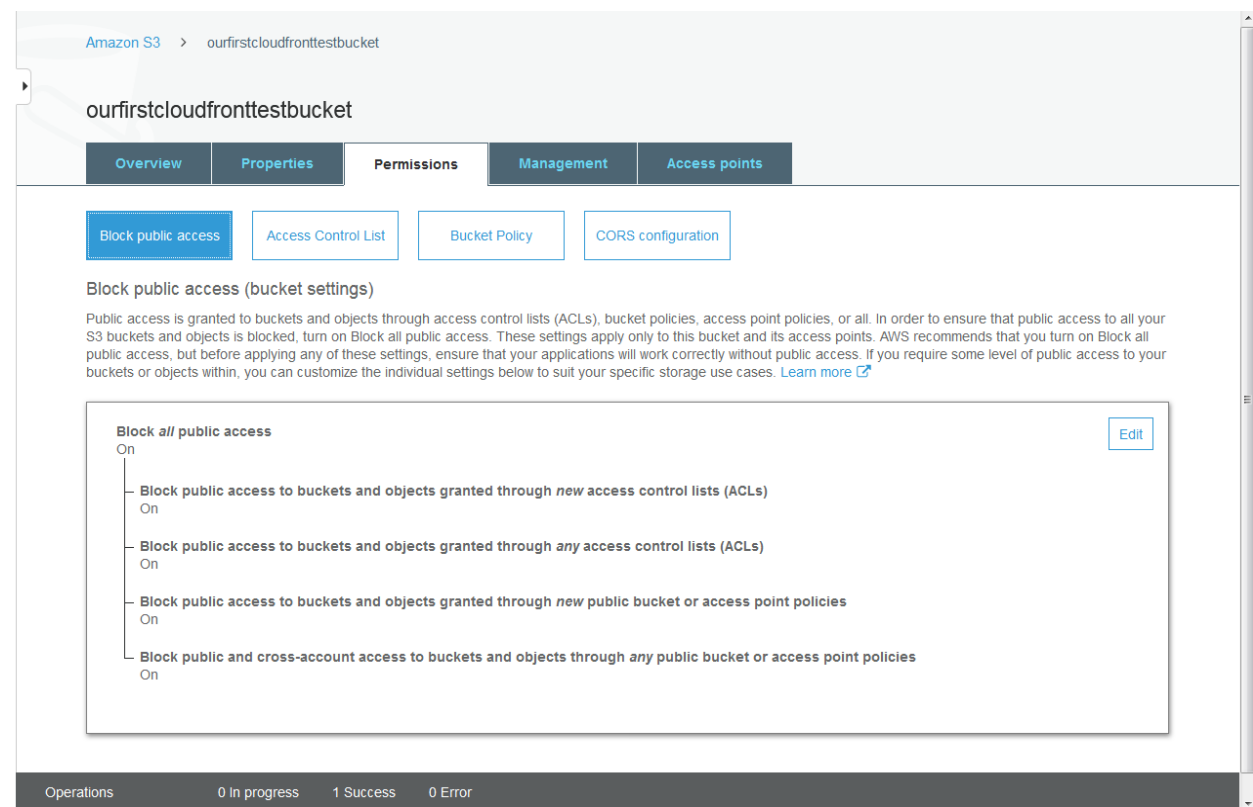 Amazon S3 > ourfirstcloudfronttestbucket
ourfirstcloudfronttestbucket
Overview Properties Permissions Management Access points
Block public access Access Control List Bucket Policy CORS configuration
Block public access (bucket settings)
Public access is granted to buckets and objects through access control lists (ACLs), bucket policies, access point policies, or all. In order to ensure that public access to all your
S3 buckets and objects is blocked, turn on Block all public access. These settings apply only to this bucket and its access points. AWS recommends that you turn on Block all
public access, but before applying any of these settings, ensure that your applications will work correctly without public access. If you require some level of public access to your
buckets or objects within, you can customize the individual settings below to suit your specific storage use cases. Learn more
Block all public access
Edit
On
Block public access to buckets and objects granted through new access control lists (ACLs)
On
Block public access to buckets and objects granted through any access control lists (ACLs)
On
Block public access to buckets and objects granted through new public bucket or access point policies
On
Block public and cross-account access to buckets and objects through any public bucket or access point policies
On
Operations 0 In progress 1 Success 0 Error